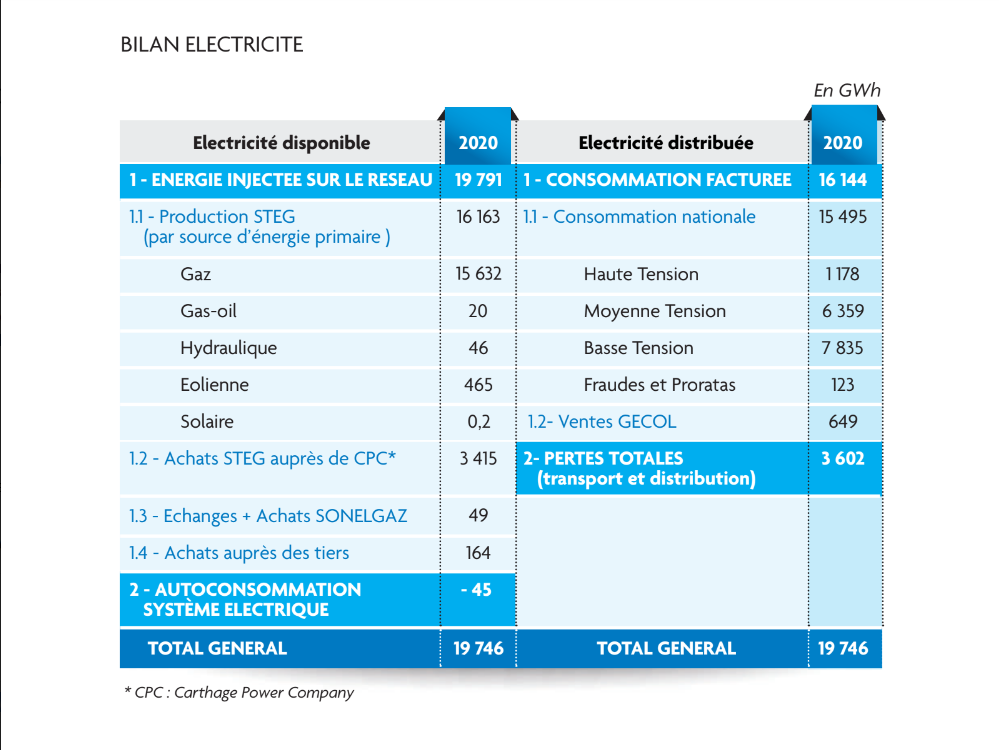 BILAN ELECTRICITE
En GWh
Electricité disponible 2020 Electricité distribuée 2020
1 - ENERGIE INJECTEE SUR LE RESEAU 19 791 1 - CONSOMMATION FACTUREE 16 144
1.1 - Production STEG 16 163 1.1 - Consommation nationale 15 495
(par source d'énergie primaire )
Gaz 15 632 Haute Tension 1 178
Gas-oil 20 Moyenne Tension 6 359
Hydraulique 46 Basse Tension 7 835
Eolienne 465 Fraudes et Proratas 123
Solaire 0,2 1.2- Ventes GECOL 649
1.2 - Achats STEG auprès de CPC* 3 415 2- PERTES TOTALES 3 602
(transport et distribution)
1.3 - Echanges + Achats SONELGAZ 49
1.4 - Achats auprès des tiers 164
2 - AUTOCONSOMMATION - 45
SYSTÈME ELECTRIQUE
TOTAL GENERAL 19 746 TOTAL GENERAL 19 746
* CPC : Carthage Power Company